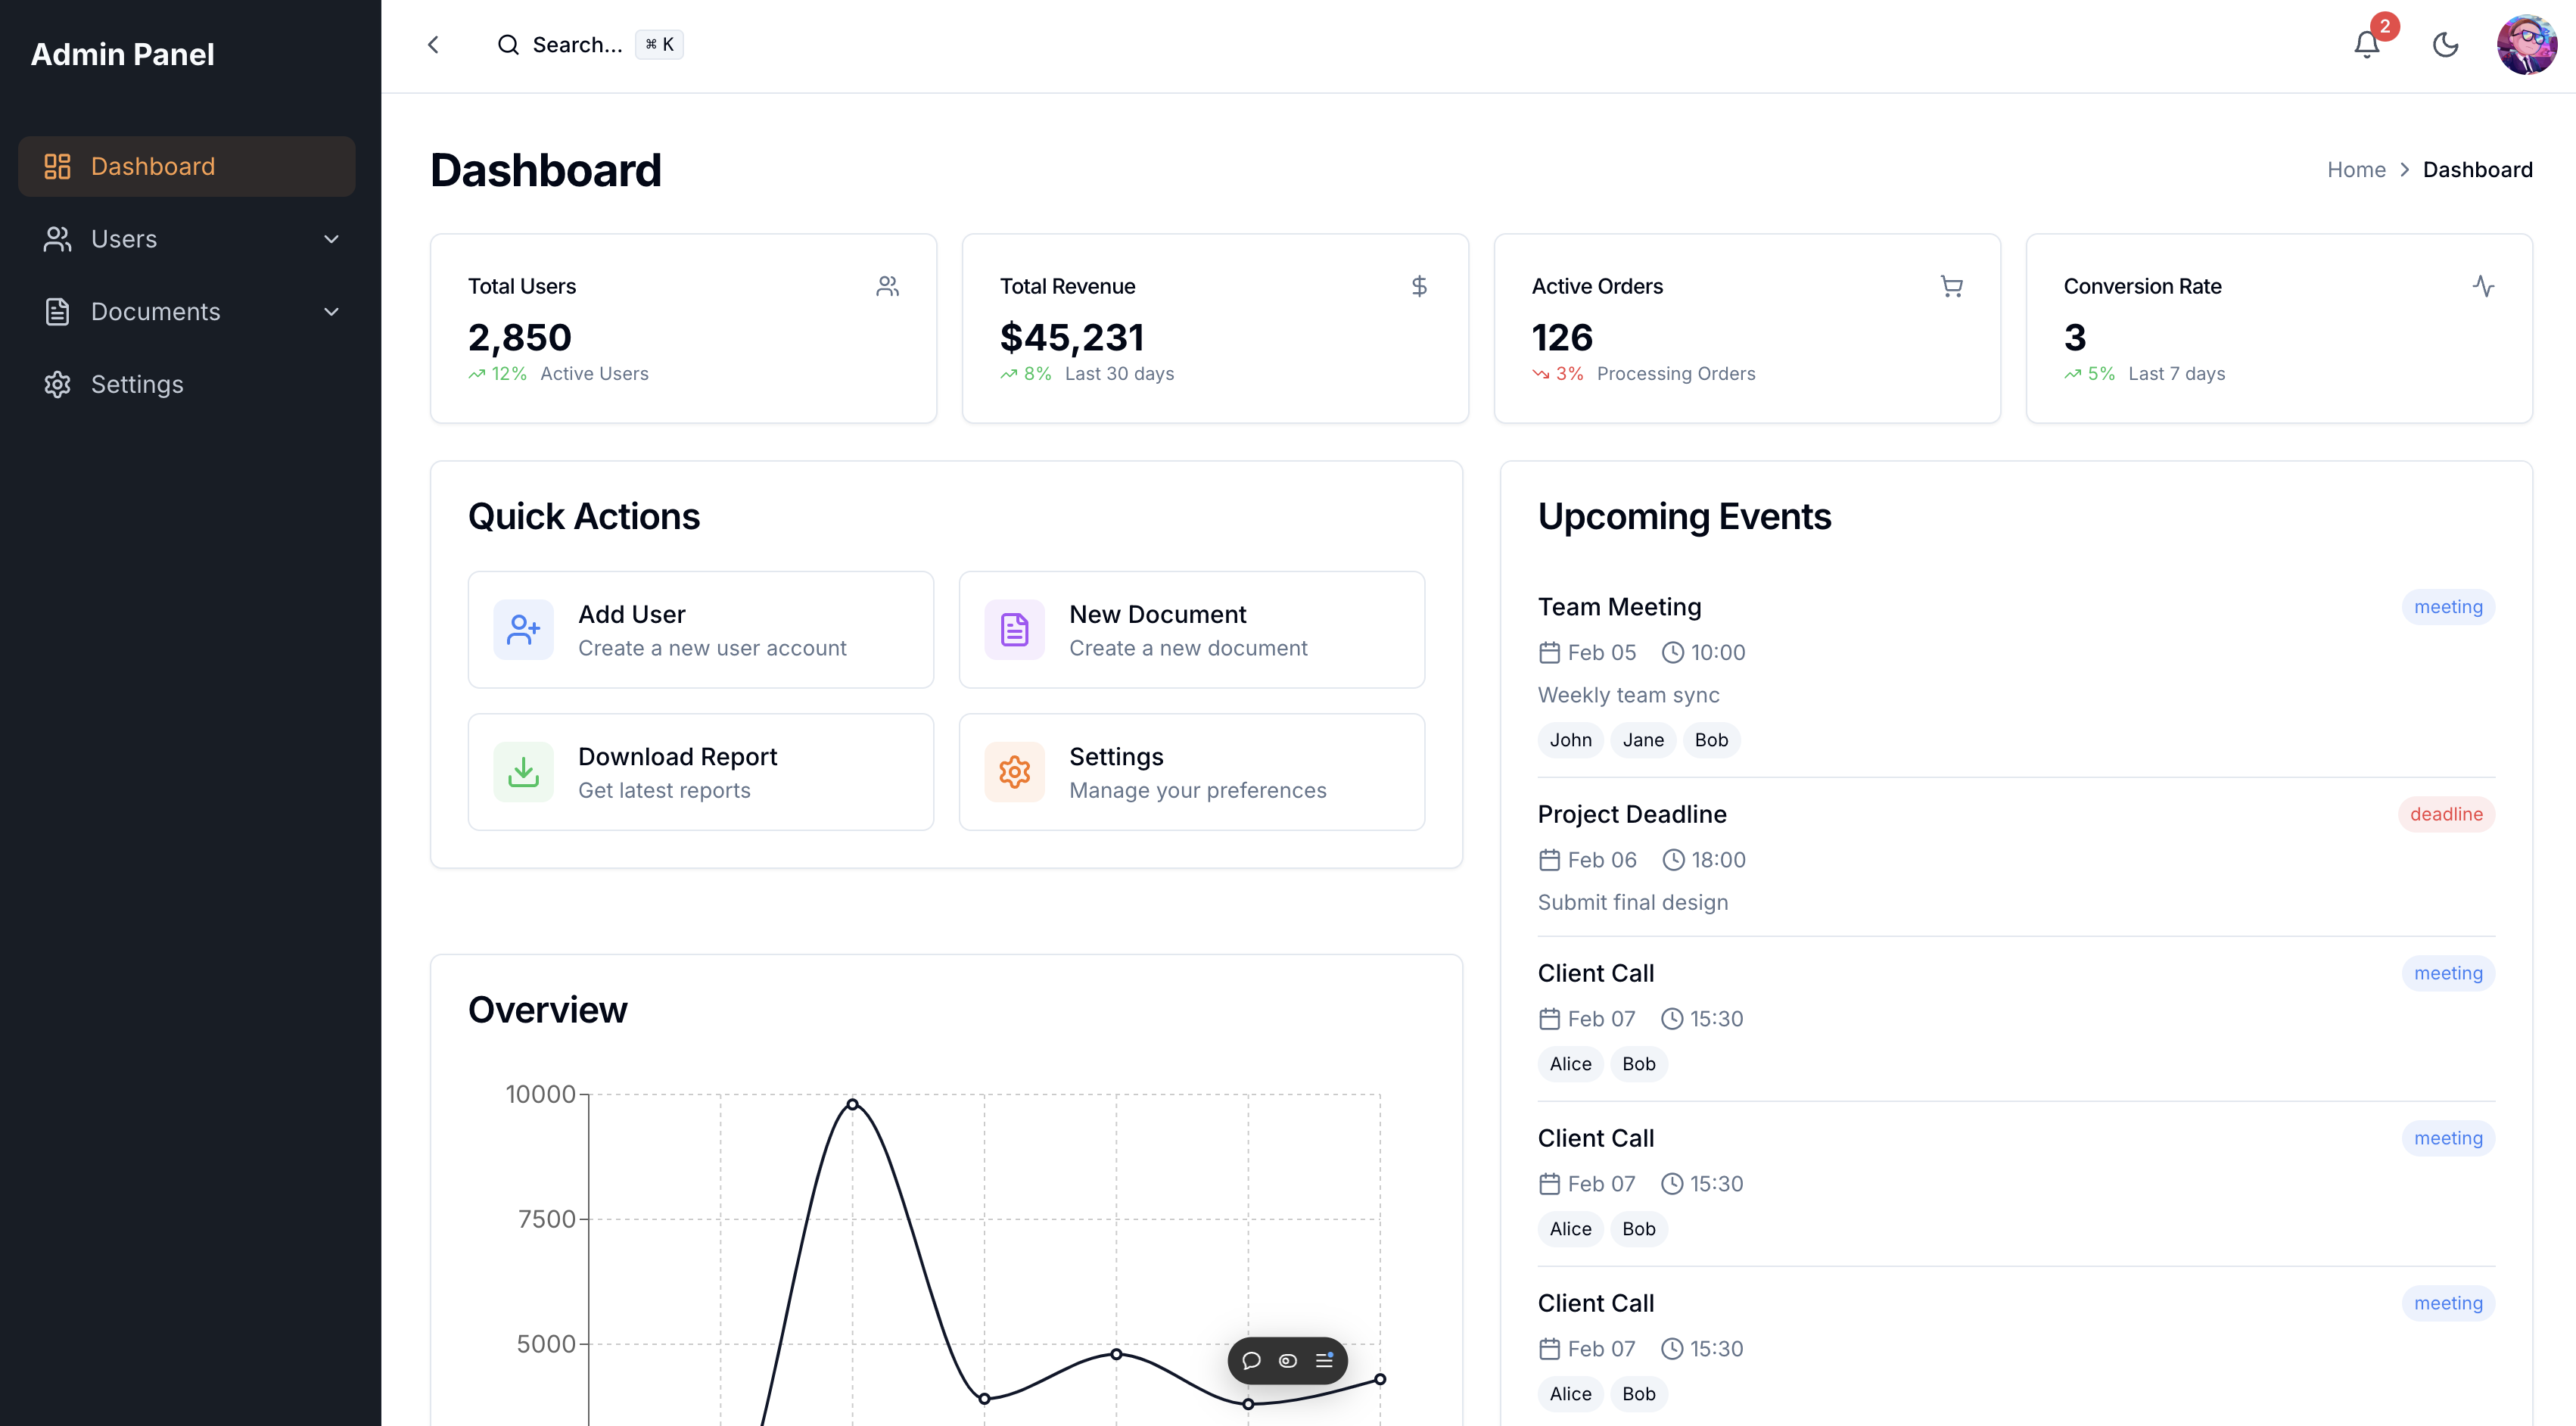 Admin Panel
Dashboard
Users
Documents
Settings
Search... ⌘ K
2
Dashboard
Home > Dashboard
Total Users
2,850
12% Active Users
Total Revenue
$45,231
8% Last 30 days
Active Orders
126
3% Processing Orders
Conversion Rate
3
5% Last 7 days
Quick Actions
Add User
Create a new user account
New Document
Create a new document
Download Report
Get latest reports
Settings
Manage your preferences
Overview
10000
7500
5000
Upcoming Events
Team Meeting meeting
Feb 05 10:00
Weekly team sync
John Jane Bob
Project Deadline deadline
Feb 06 18:00
Submit final design
Client Call meeting
Feb 07 15:30
Alice Bob
Client Call meeting
Feb 07 15:30
Alice Bob
Client Call meeting
Feb 07 15:30
Alice Bob